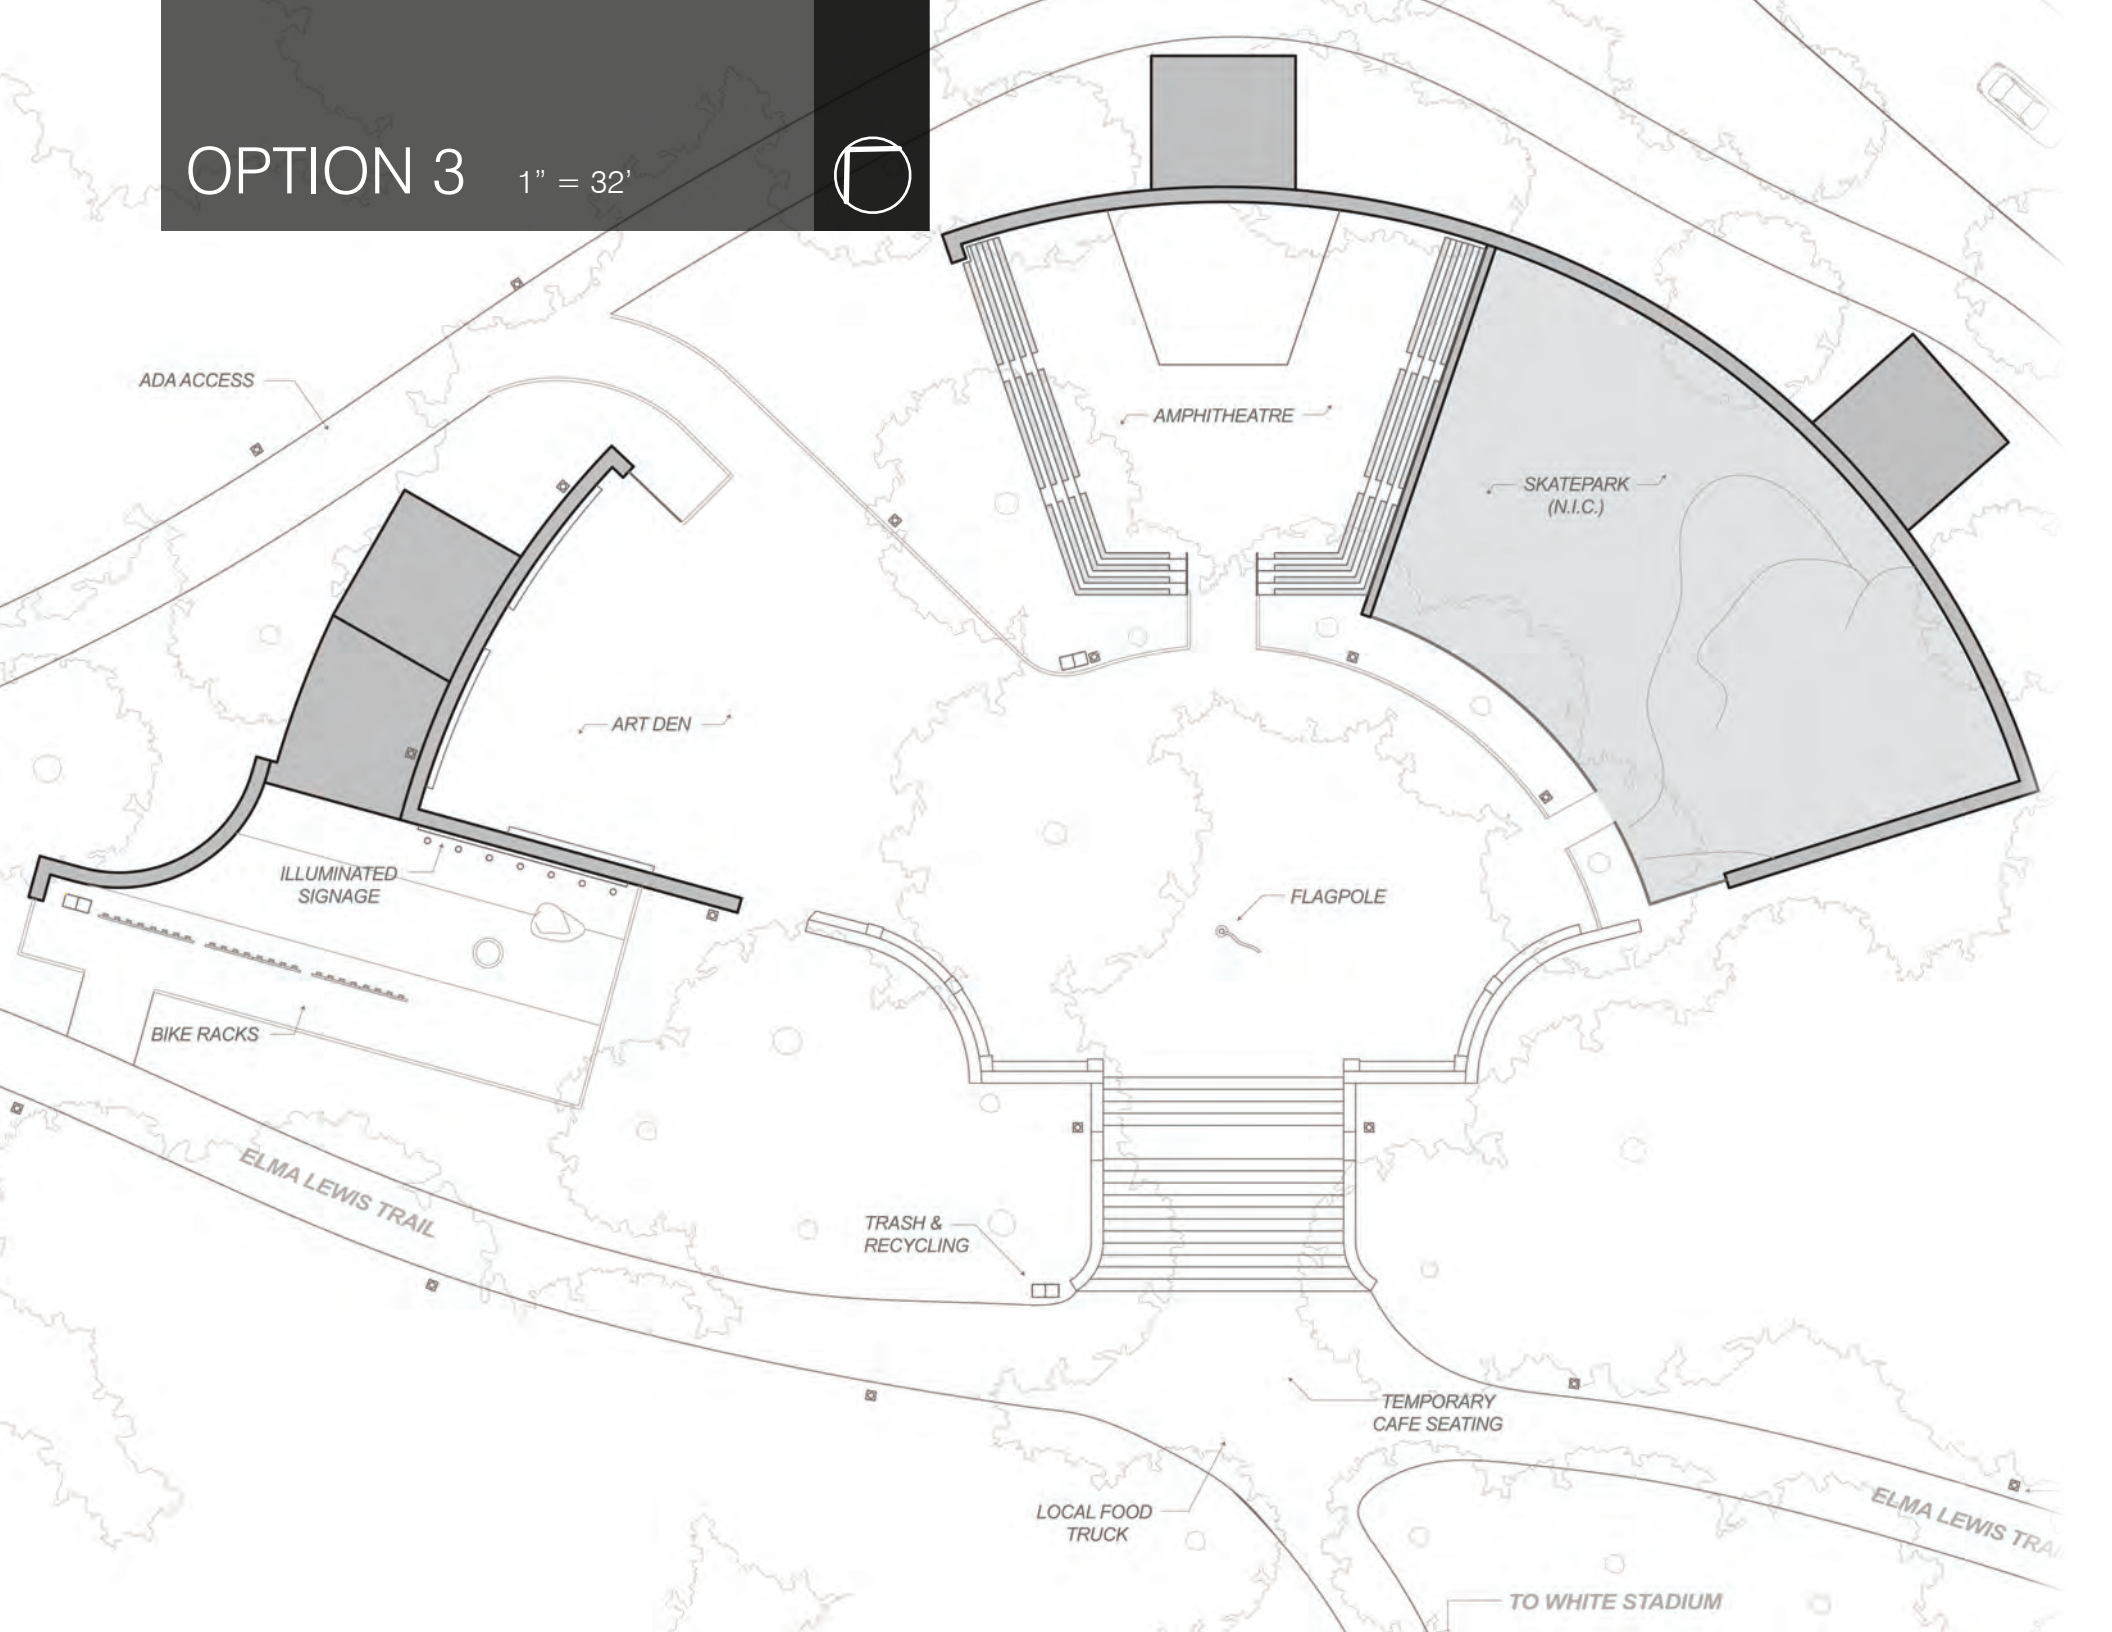 OPTION 3 1” = 32’
ADA ACCESS
AMPHITHEATRE
SKATEPARK
(N.I.C.)
ART DEN
ILLUMINATED
SIGNAGE
FLAGPOLE
BIKE RACKS
ELMA LEWIS TRAIL
TRASH &
RECYCLING
TEMPORARY
CAFE SEATING
LOCAL FOOD
TRUCK
ELMA LEWIS TRAI
TO WHITE STADIUM